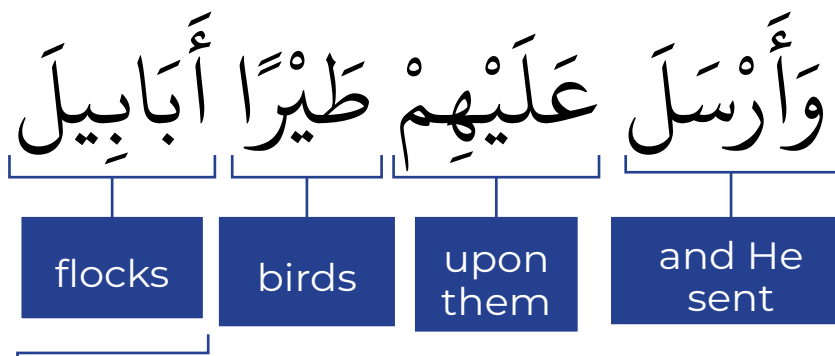 وَأَرْسَلَ عَلَيْهِمْ طَيْرًا أَبَابِيلَ
and He
sent
upon
them
birds
flocks